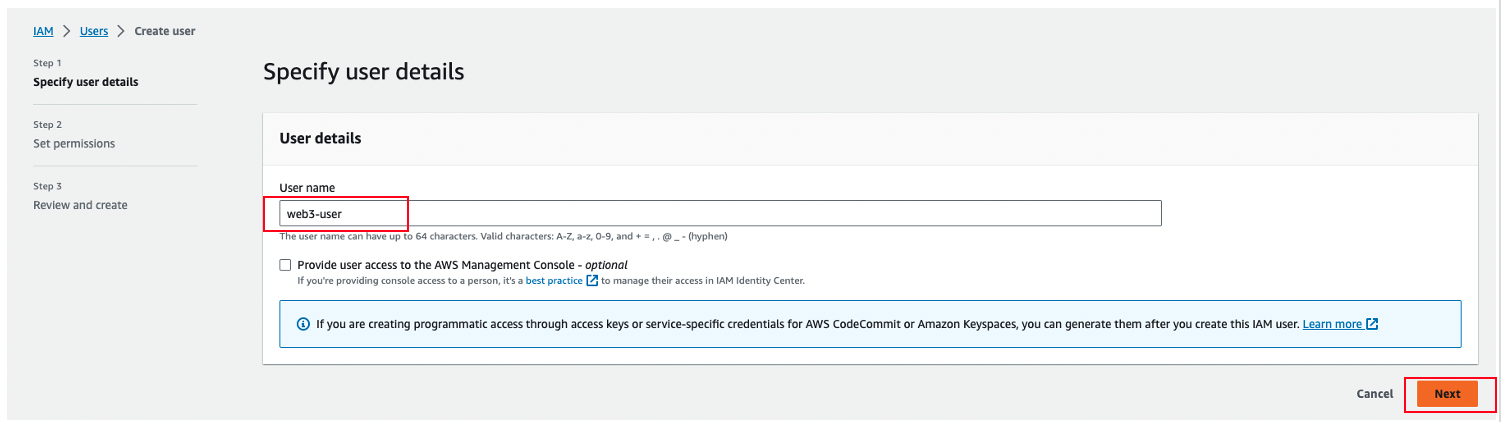 IAM > Users > Create user
Step 1
Specify user details
Step 2
Set permissions
Step 3
Review and create
Specify user details
User details
User name
web3-user
The user name can have up to 64 characters. Valid characters: A-Z, a-z, 0-9, and + = , . @ _ - (hyphen)
Provide user access to the AWS Management Console - optional
If you're providing console access to a person, it's a best practice to manage their access in IAM Identity Center.
If you are creating programmatic access through access keys or service-specific credentials for AWS CodeCommit or Amazon Keyspaces, you can generate them after you create this IAM user. Learn more
Cancel
Next